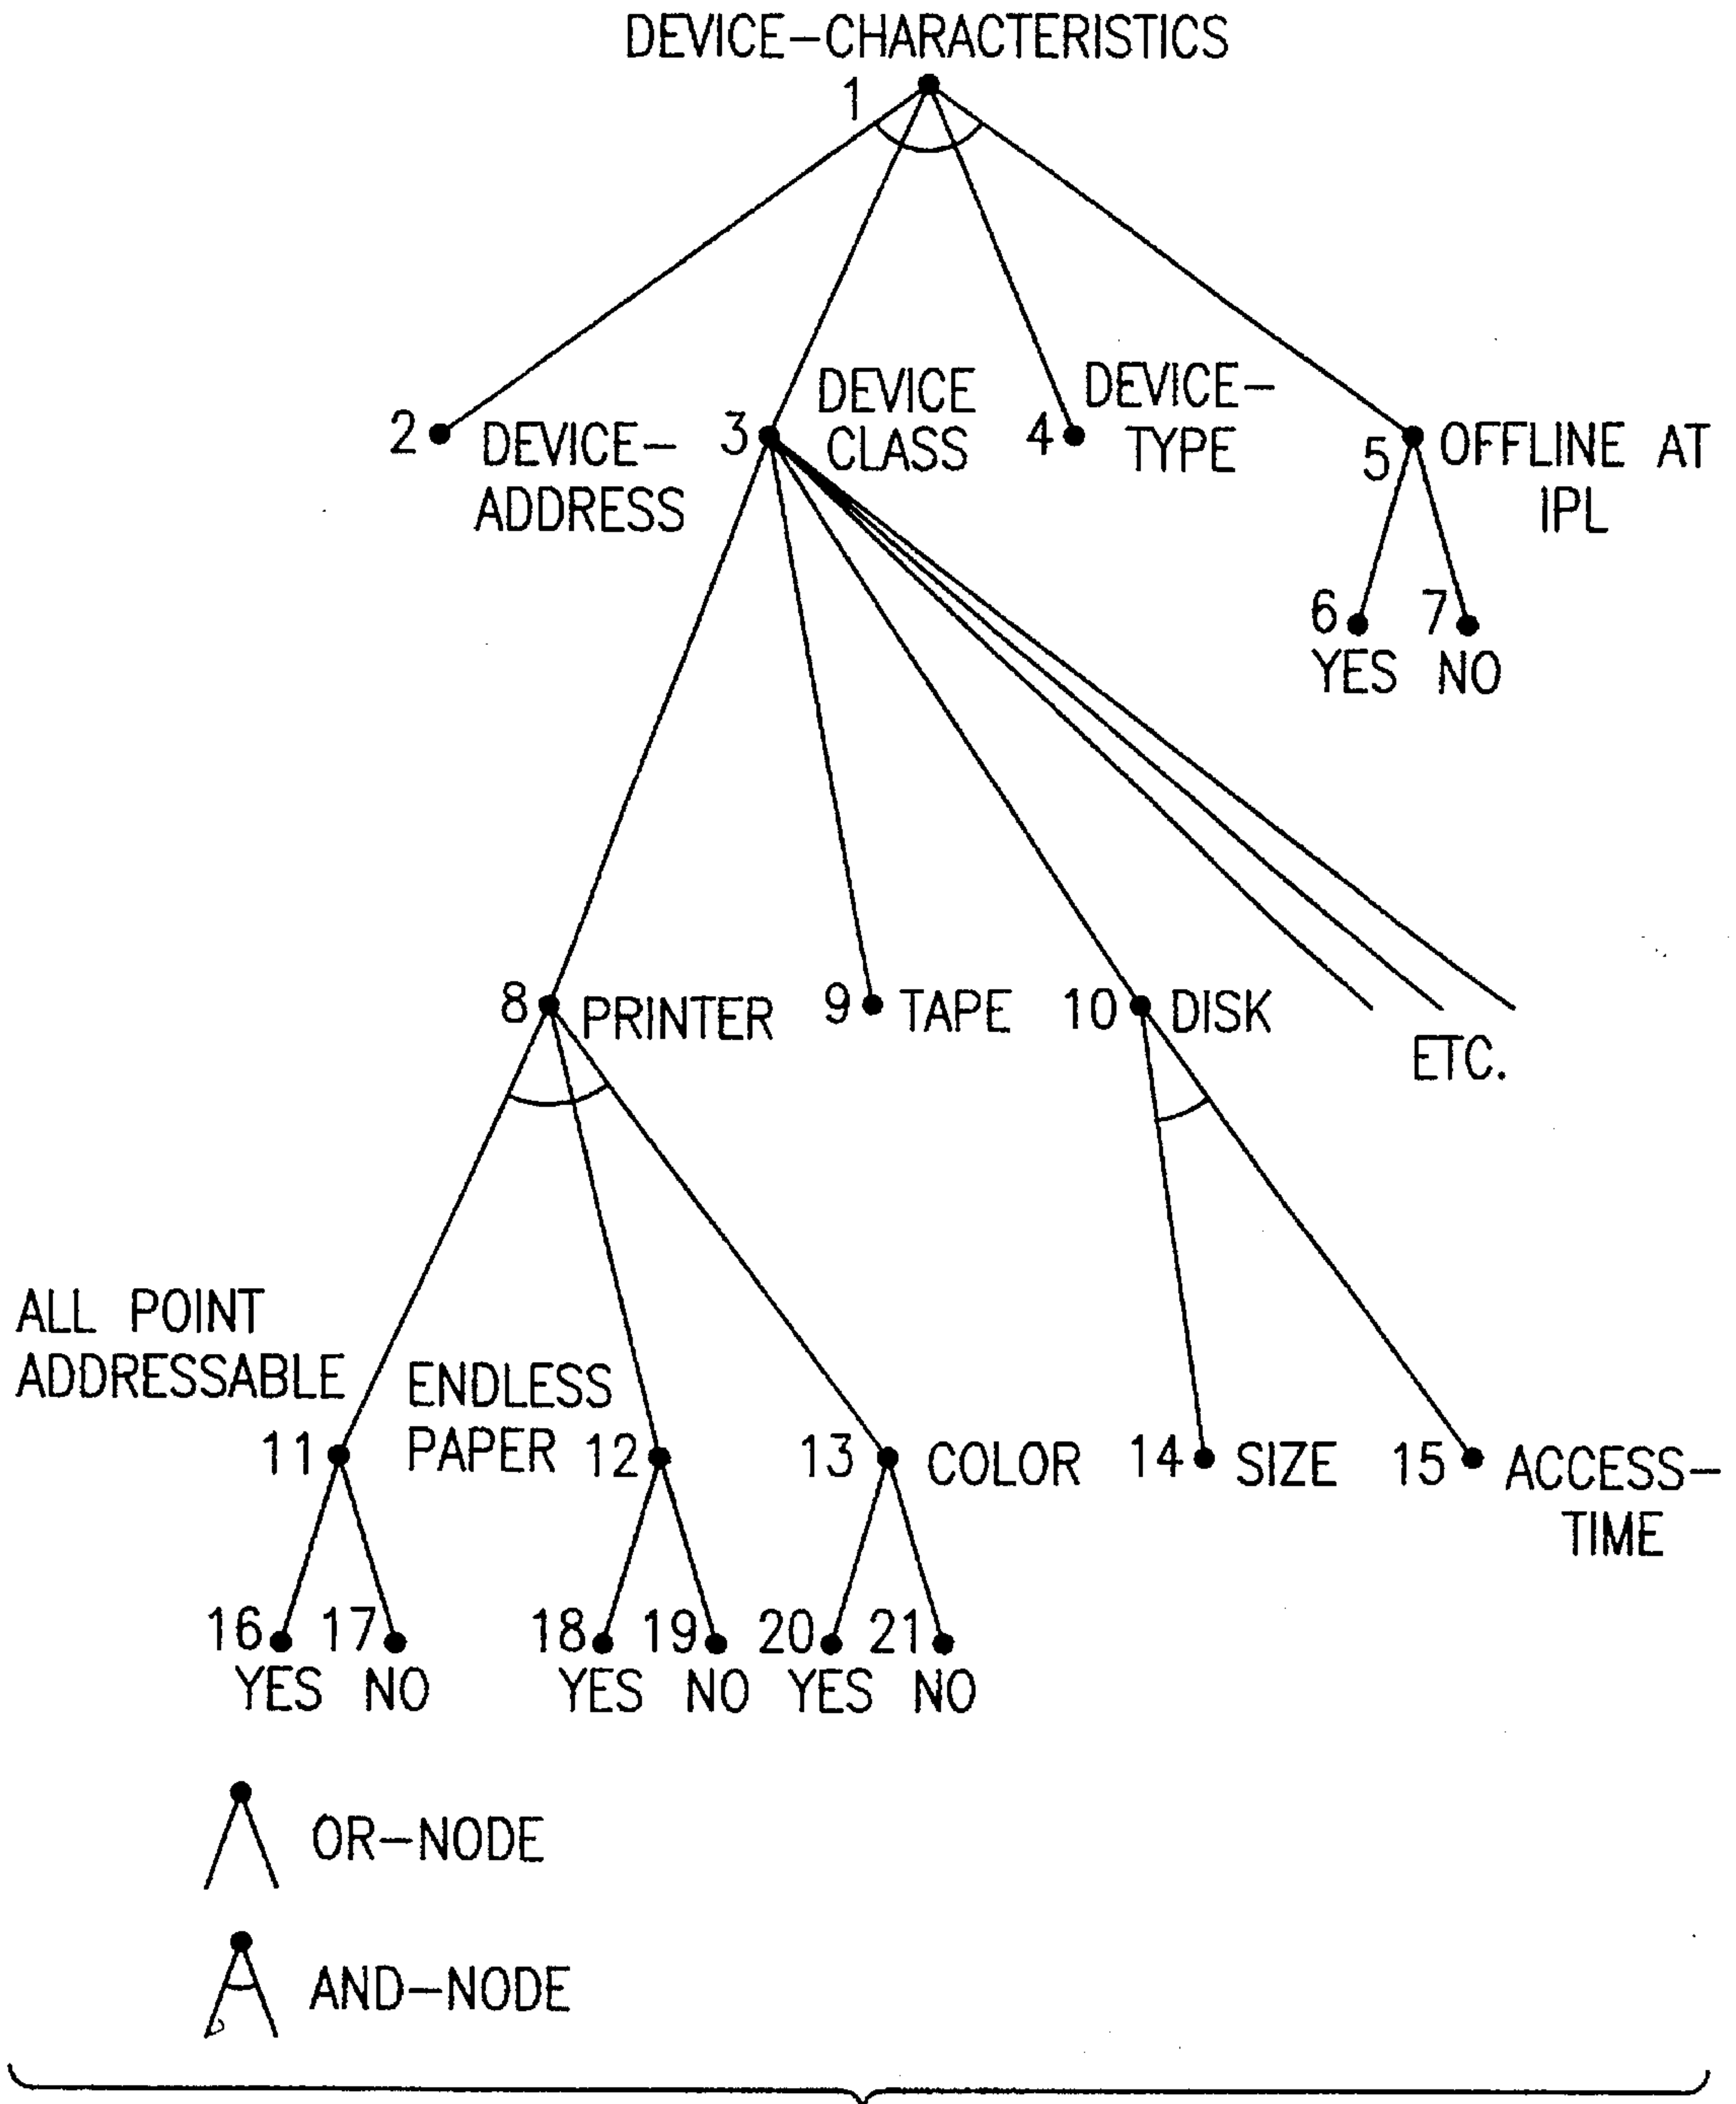 DEVICE-CHARACTERISTICS
1
2
DEVICE-
ADDRESS
3
DEVICE
CLASS
4
DEVICE-
TYPE
5
OFFLINE AT
IPL
6
YES
7
NO
8
PRINTER
9
TAPE
10
DISK
ETC.
ALL POINT
ADDRESSABLE
11
ENDLESS
PAPER
12
13
COLOR
14
SIZE
15
ACCESS-
TIME
16
YES
17
NO
18
YES
19
NO
20
YES
21
NO
OR-NODE
AND-NODE